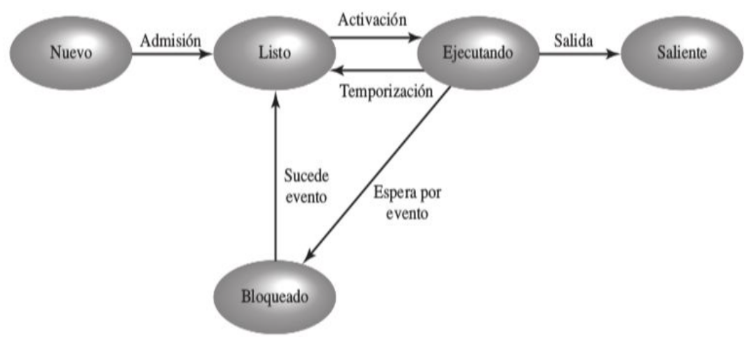 Activación
Nuevo
Admisión
Listo
Ejecutando
Salida
Saliente
Temporización
Sucede
evento
Espera por
evento
Bloqueado